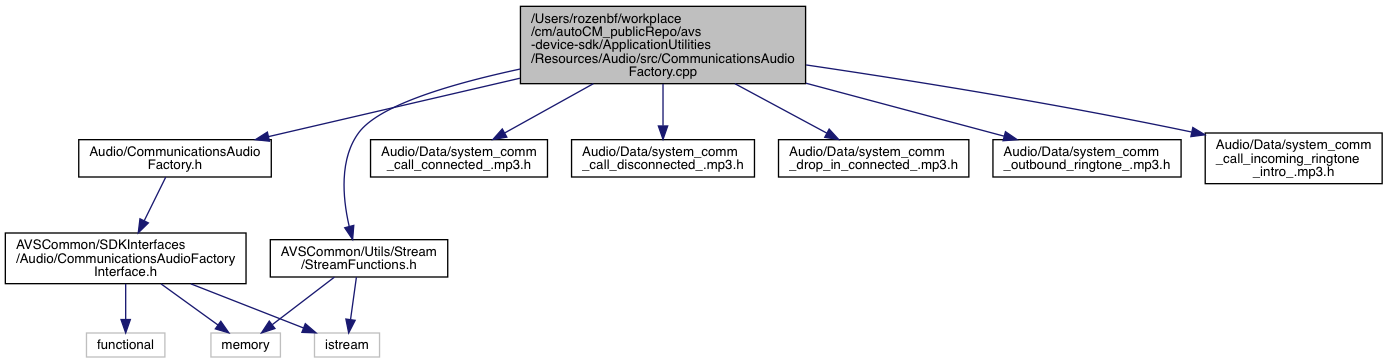 /Users/rozenbf/workplace
/cm/autoCM_publicRepo/avs
-device-sdk/ApplicationUtilities
/Resources/Audio/src/CommunicationsAudio
Factory.cpp
Audio/CommunicationsAudio
Factory.h
Audio/Data/system_comm
_call_connected_.mp3.h
Audio/Data/system_comm
_call_disconnected_.mp3.h
Audio/Data/system_comm
_drop_in_connected_.mp3.h
Audio/Data/system_comm
_outbound_ringtone_.mp3.h
Audio/Data/system_comm
_call_incoming_ringtone
_intro_.mp3.h
AVSCommon/SDKInterfaces
/Audio/CommunicationsAudioFactory
Interface.h
AVSCommon/Utils/Stream
/StreamFunctions.h
functional
memory
istream